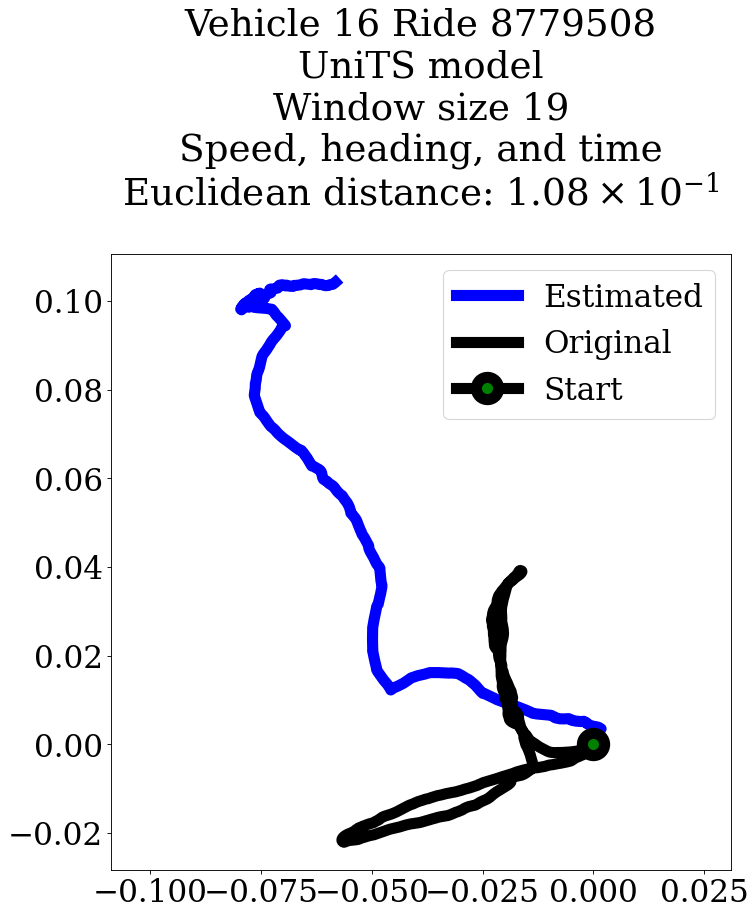 Vehicle 16 Ride 8779508
UniTS model
Window size 19
Speed, heading, and time
Euclidean distance: 1.08 × 10⁻¹
Estimated
Original
Start
0.10
0.08
0.06
0.04
0.02
0.00
−0.02
−0.100 −0.075 −0.050 −0.025 0.000 0.025